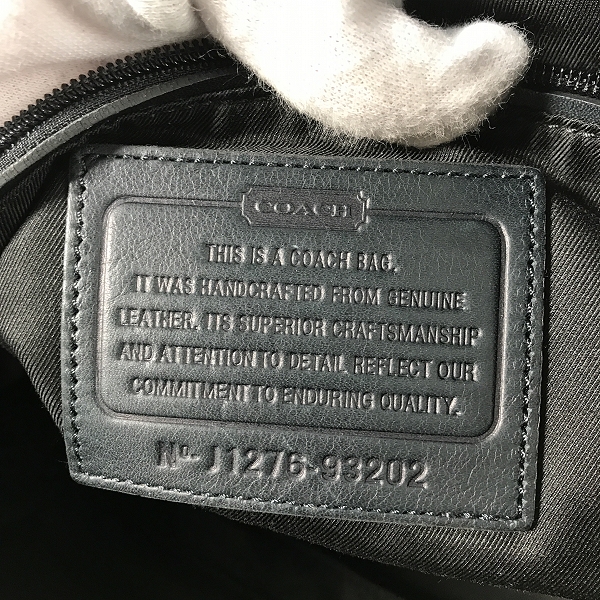 COACH
THIS IS A COACH BAG.
IT WAS HANDCRAFTED FROM GENUINE
LEATHER. ITS SUPERIOR CRAFTSMANSHIP
AND ATTENTION TO DETAIL REFLECT OUR
COMMITMENT TO ENDURING QUALITY.
No- J1276-93202